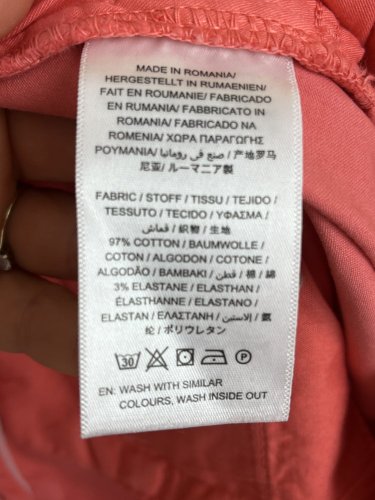 MADE IN ROMANIA/
HERGESTELLT IN RUMAENIEN/
FAIT EN ROUMANIE/ FABRICADO
EN RUMANIA/ FABBRICATO IN
ROMANIA/ FABRICADO NA
ROMENIA/ ΧΩΡΑ ΠΑΡΑΓΩΓΗΣ
ΡΟΥΜΑΝΙΑ/ صنع في رومانيا / 产地罗马
尼亚/ ルーマニア製
FABRIC / STOFF / TISSU / TEJIDO /
TESSUTO / TECIDO / ΥΦΑΣΜΑ /
قماش / 織物 / 生地
97% COTTON / BAUMWOLLE /
COTON / ALGODON / COTONE /
ALGODÃO / BAMBAKI / قطن / 棉 / 綿
3% ELASTANE / ELASTHAN /
ÉLASTHANNE / ELASTANO /
ELASTAN / ΕΛΑΣΤΑΝΗ / الاستين / 氨
纶 / ポリウレタン
30 P
EN: WASH WITH SIMILAR
COLOURS, WASH INSIDE OUT